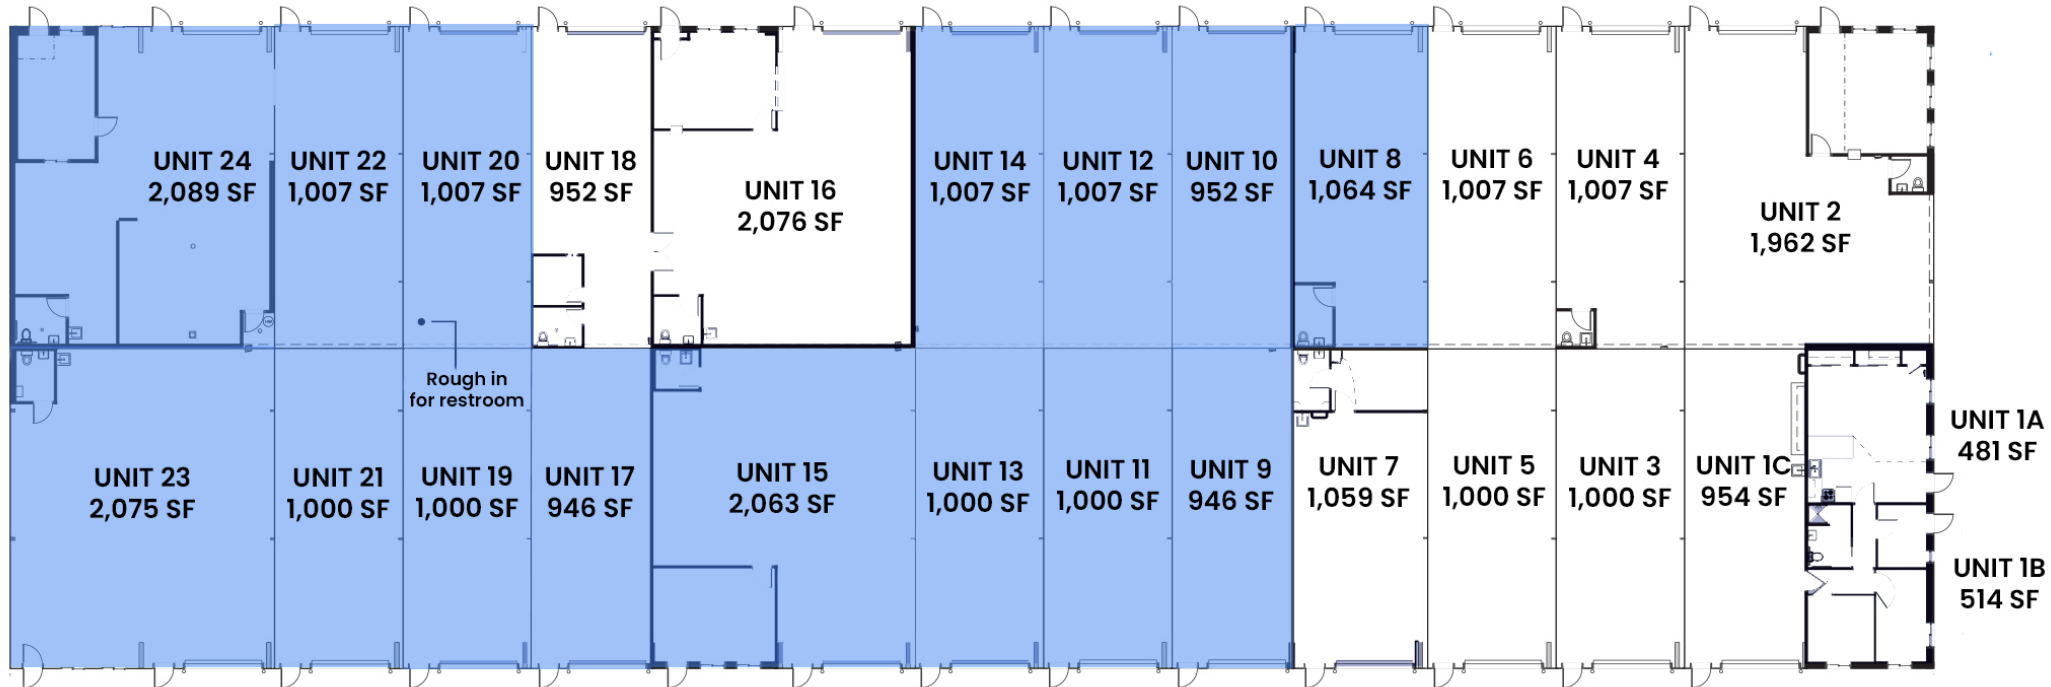 UNIT 24
2,089 SF
UNIT 22
1,007 SF
UNIT 20
1,007 SF
UNIT 18
952 SF
UNIT 16
2,076 SF
UNIT 14
1,007 SF
UNIT 12
1,007 SF
UNIT 10
952 SF
UNIT 8
1,064 SF
UNIT 6
1,007 SF
UNIT 4
1,007 SF
UNIT 2
1,962 SF
Rough in
for restroom
UNIT 23
2,075 SF
UNIT 21
1,000 SF
UNIT 19
1,000 SF
UNIT 17
946 SF
UNIT 15
2,063 SF
UNIT 13
1,000 SF
UNIT 11
1,000 SF
UNIT 9
946 SF
UNIT 7
1,059 SF
UNIT 5
1,000 SF
UNIT 3
1,000 SF
UNIT 1C
954 SF
UNIT 1A
481 SF
UNIT 1B
514 SF